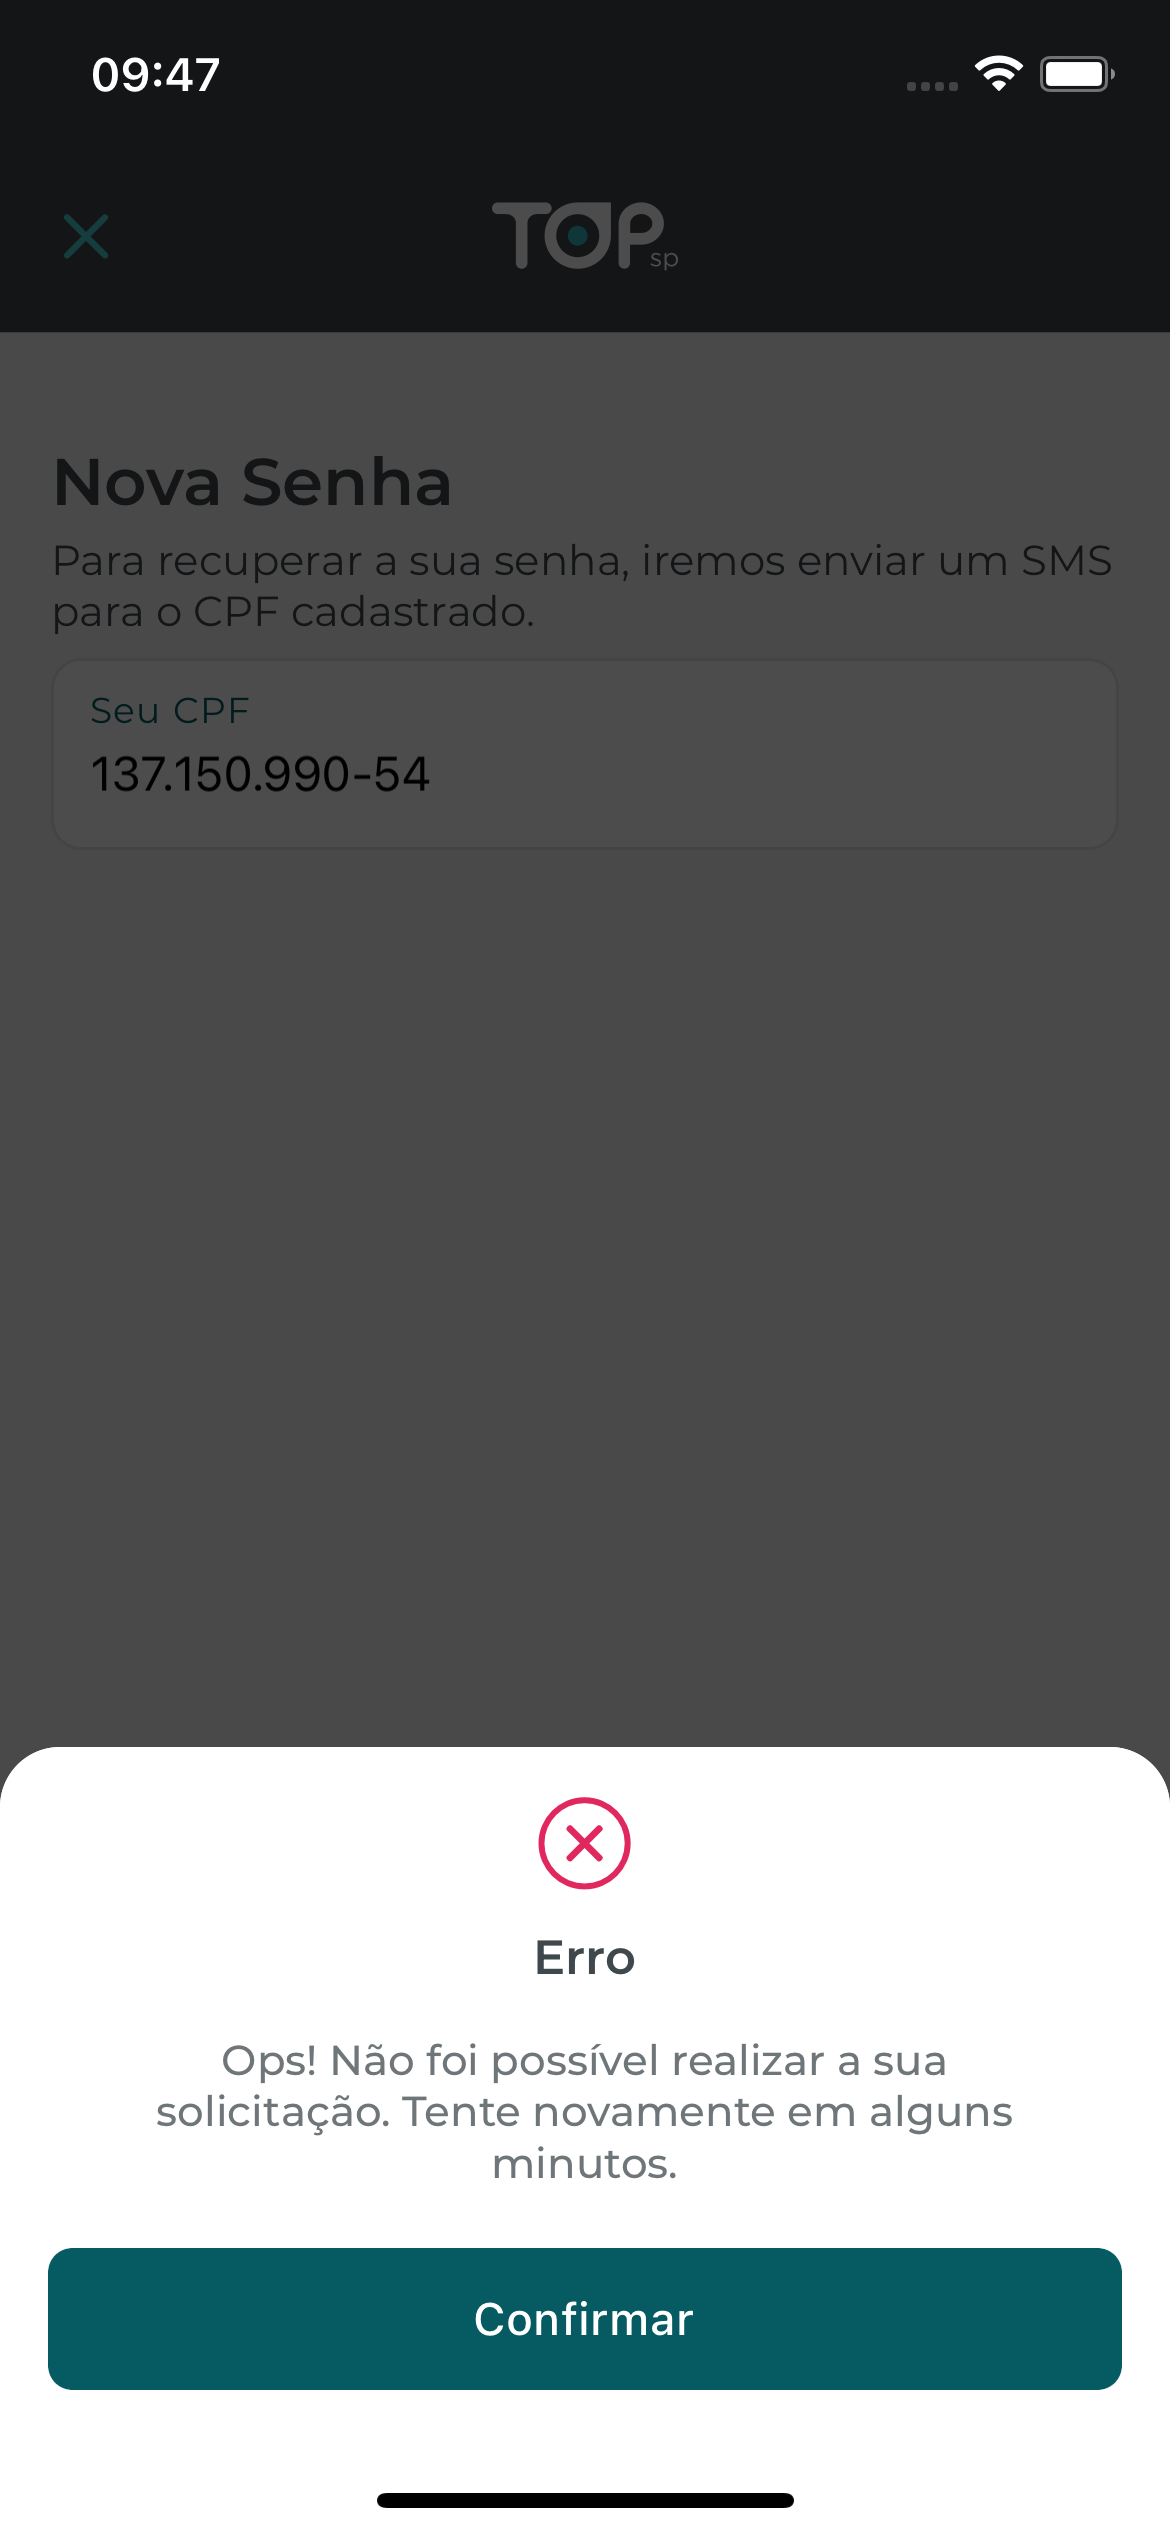 09:47
TOP sp
Nova Senha
Para recuperar a sua senha, iremos enviar um SMS
para o CPF cadastrado.
Seu CPF
137.150.990-54
Erro
Ops! Não foi possível realizar a sua
solicitação. Tente novamente em alguns
minutos.
Confirmar